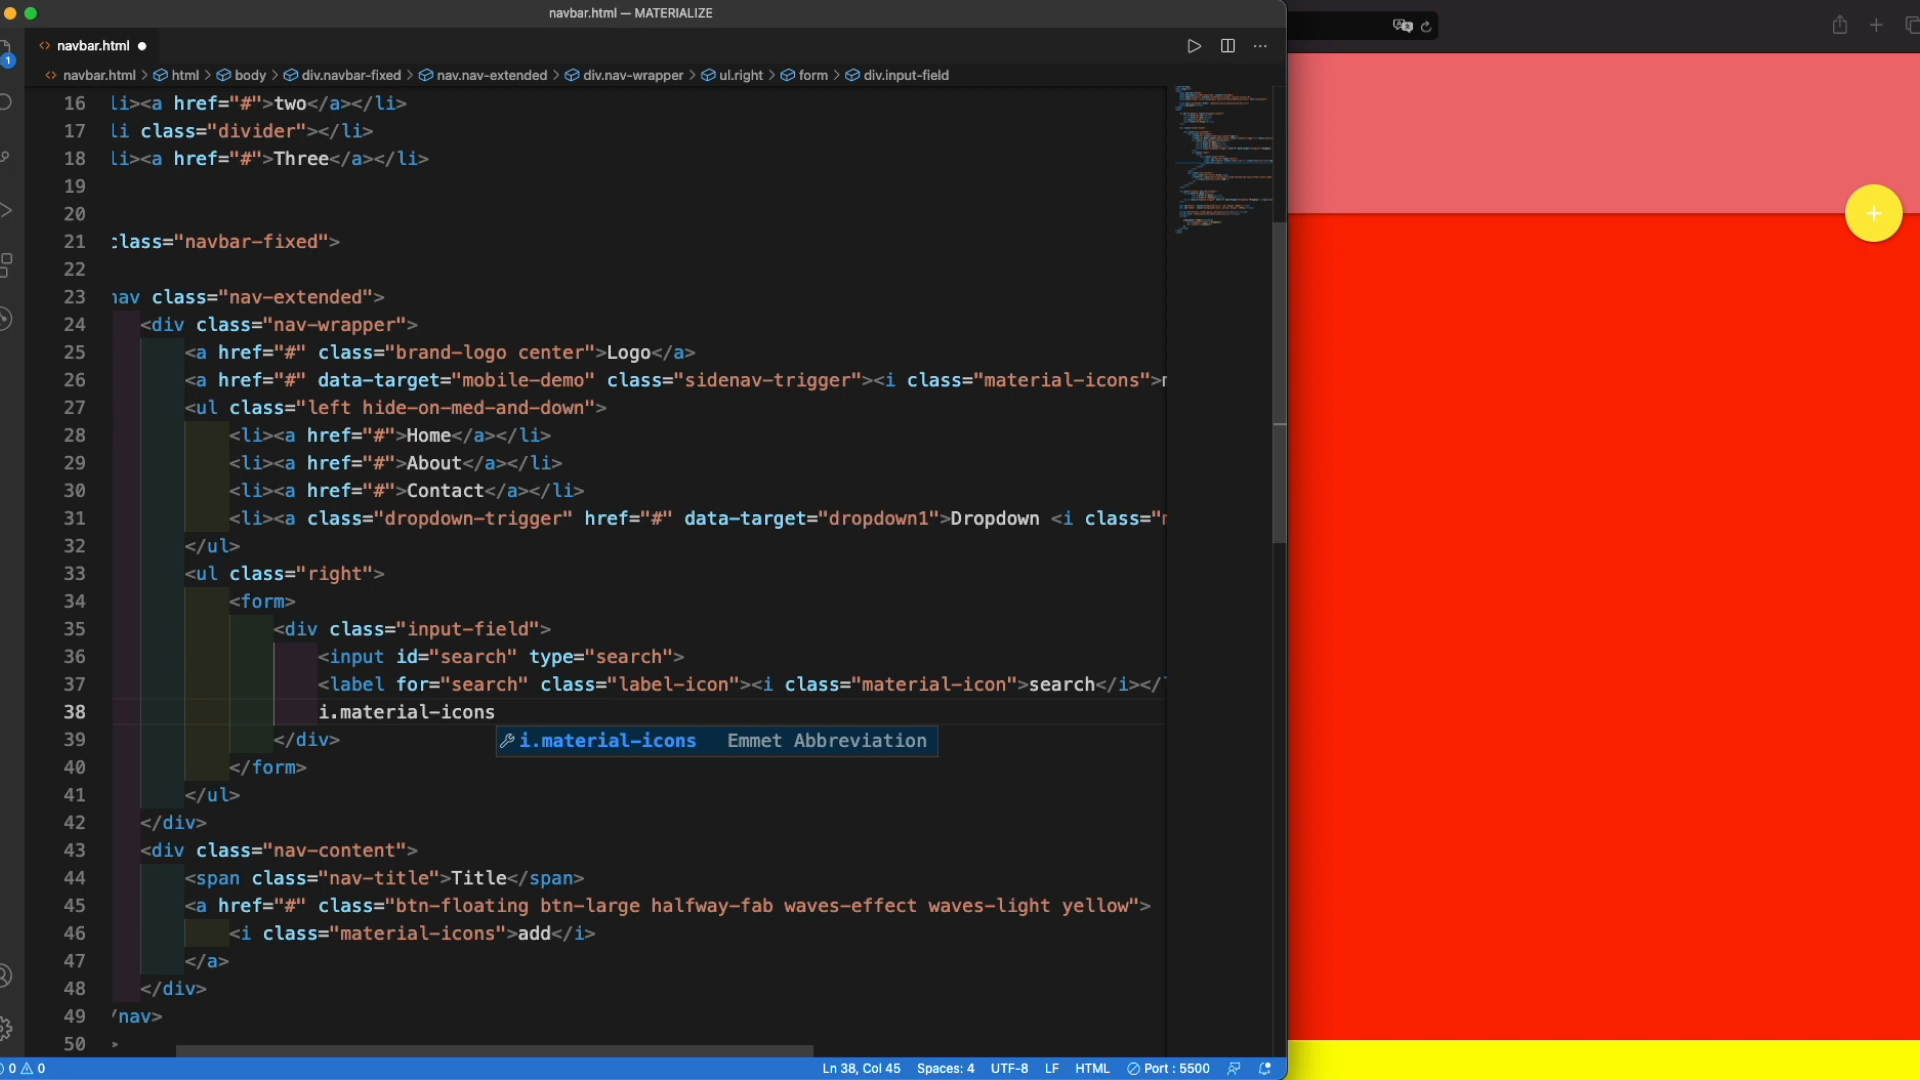 navbar.html — MATERIALIZE
navbar.html
navbar.html > html > body > div.navbar-fixed > nav.nav-extended > div.nav-wrapper > ul.right > form > div.input-field
1
16 li><a href="#">two</a></li>
17 li class="divider"></li>
18 li><a href="#">Three</a></li>
19
20
21 class="navbar-fixed">
22
23 nav class="nav-extended">
24 <div class="nav-wrapper">
25 <a href="#" class="brand-logo center">Logo</a>
26 <a href="#" data-target="mobile-demo" class="sidenav-trigger"><i class="material-icons">
27 <ul class="left hide-on-med-and-down">
28 <li><a href="#">Home</a></li>
29 <li><a href="#">About</a></li>
30 <li><a href="#">Contact</a></li>
31 <li><a class="dropdown-trigger" href="#" data-target="dropdown1">Dropdown <i class="
32 </ul>
33 <ul class="right">
34 <form>
35 <div class="input-field">
36 <input id="search" type="search">
37 <label for="search" class="label-icon"><i class="material-icon">search</i></
38 i.material-icons
39 </div>
i.material-icons Emmet Abbreviation
40 </form>
41 </ul>
42 </div>
43 <div class="nav-content">
44 <span class="nav-title">Title</span>
45 <a href="#" class="btn-floating btn-large halfway-fab waves-effect waves-light yellow">
46 <i class="material-icons">add</i>
47 </a>
48 </div>
49 /nav>
50 >
0 0 Ln 38, Col 45 Spaces: 4 UTF-8 LF HTML Port : 5500